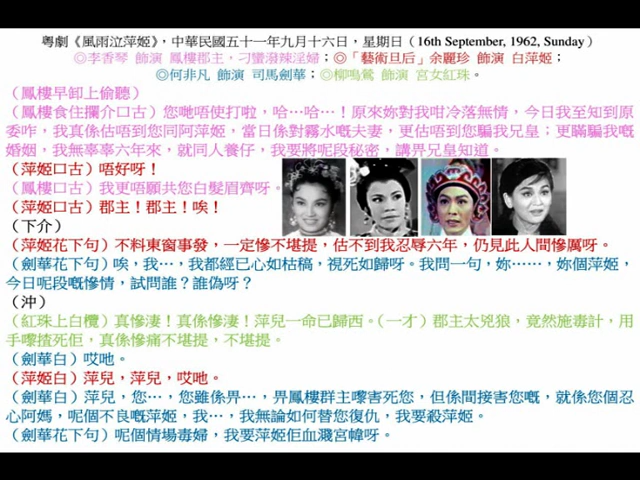 粵劇《風雨泣萍姬》，中華民國五十一年九月十六日，星期日（16th September, 1962, Sunday）
◎李香琴 飾演 鳳樓郡主，刁蠻潑辣淫婦；◎「藝術旦后」余麗珍 飾演 白萍姬；
◎何非凡 飾演 司馬劍華；◎柳鳴鶯 飾演 宮女紅珠。
（鳳樓早卸上偷聽）
（鳳樓食住攔介口古）您哋唔使打啦，哈…哈…！原來妳對我咁冷落無情，今日我至知到原
委咋，我真係估唔到您同阿萍姬，當日係對霧水嘅夫妻，更估唔到您騙我兄皇；更瞞騙我嘅
婚姻，我無辜辜六年來，就同人養仔，我要將呢段秘密，講畀兄皇知道。
（萍姬口古）唔好呀！
（鳳樓口古）我更唔願共您白髮眉齊呀。
（萍姬口古）郡主！郡主！唉！
（下介）
（萍姬花下句）不料東窗事發，一定慘不堪提，估不到我忍辱六年，仍見此人間慘厲呀。
（劍華花下句）唉，我…，我都經已心如枯稿，視死如歸呀。我問一句，妳……，妳個萍姬，
今日呢段嘅慘情，試問誰？誰偽呀？
（沖）
（紅珠上白欖）真慘淒！真係慘淒！萍兒一命已歸西。（一才）郡主太兇狠，竟然施毒計，用
手嚟揸死佢，真係慘痛不堪提，不堪提。
（劍華白）哎吔。
（萍姬白）萍兒，萍兒，哎吔。
（劍華白）萍兒，您…，您雖係畀…，畀鳳樓群主嚟害死您，但係間接害您嘅，就係您個忍
心阿媽，呢個不良嘅萍姬，我…，我無論如何替您復仇，我要殺萍姬。
（劍華花下句）呢個情場毒婦，我要萍姬佢血濺宮幃呀。